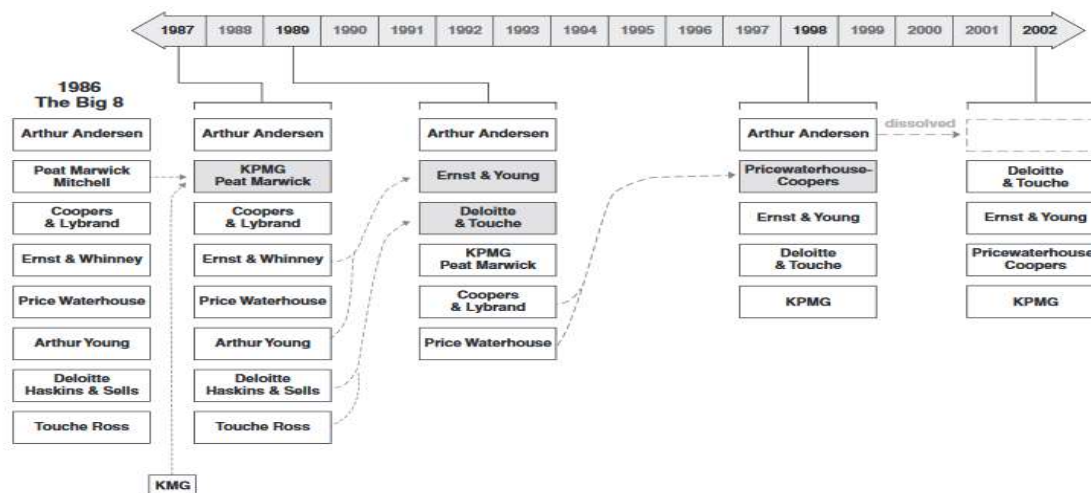 1987 1988 1989 1990 1991 1992 1993 1994 1995 1996 1997 1998 1999 2000 2001 2002
1986
The Big 8
Arthur Andersen
Peat Marwick
Mitchell
Coopers
& Lybrand
Ernst & Whinney
Price Waterhouse
Arthur Young
Deloitte
Haskins & Sells
Touche Ross
KMG
Arthur Andersen
KPMG
Peat Marwick
Coopers
& Lybrand
Ernst & Whinney
Price Waterhouse
Arthur Young
Deloitte
Haskins & Sells
Touche Ross
Arthur Andersen
Ernst & Young
Deloitte
& Touche
KPMG
Peat Marwick
Coopers
& Lybrand
Price Waterhouse
Arthur Andersen
Pricewaterhouse-
Coopers
Ernst & Young
Deloitte
& Touche
KPMG
dissolved
Deloitte
& Touche
Ernst & Young
Pricewaterhouse
Coopers
KPMG